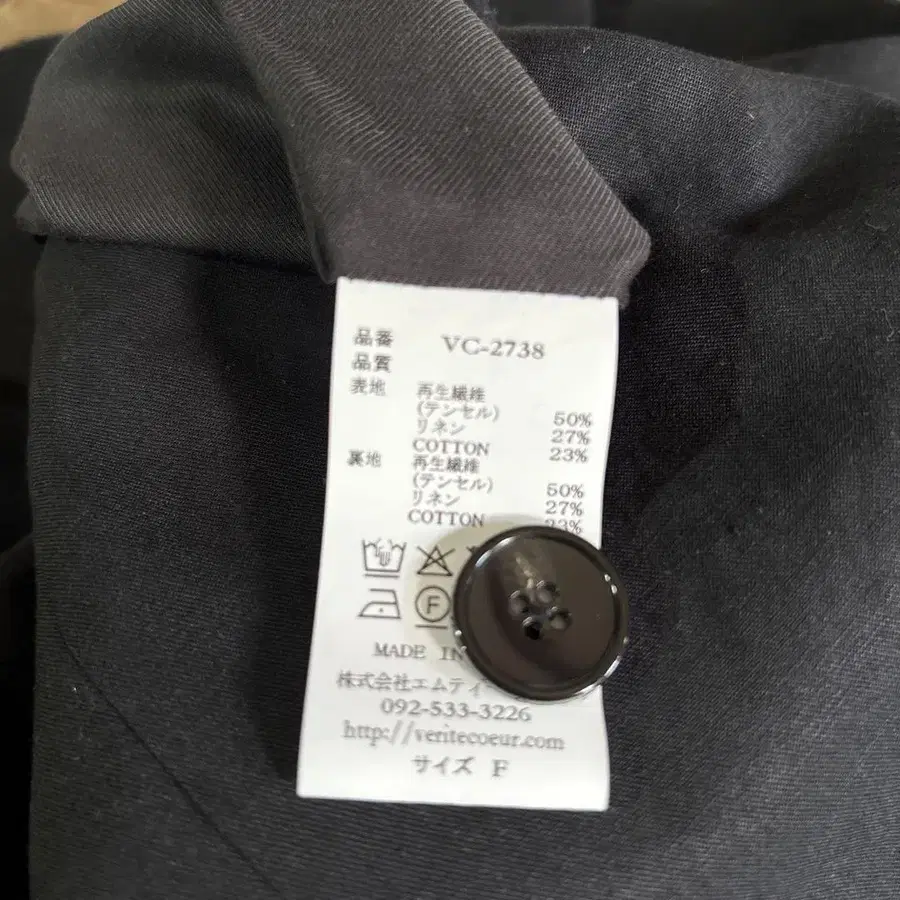 品番 VC-2738
品質
表地 再生繊維
(テンセル) 50%
リネン 27%
COTTON 23%
裏地 再生繊維
(テンセル) 50%
リネン 27%
COTTON 23%
F
MADE IN
株式会社エムティ
092-533-3226
http://veritecoeur.com
サイズ F